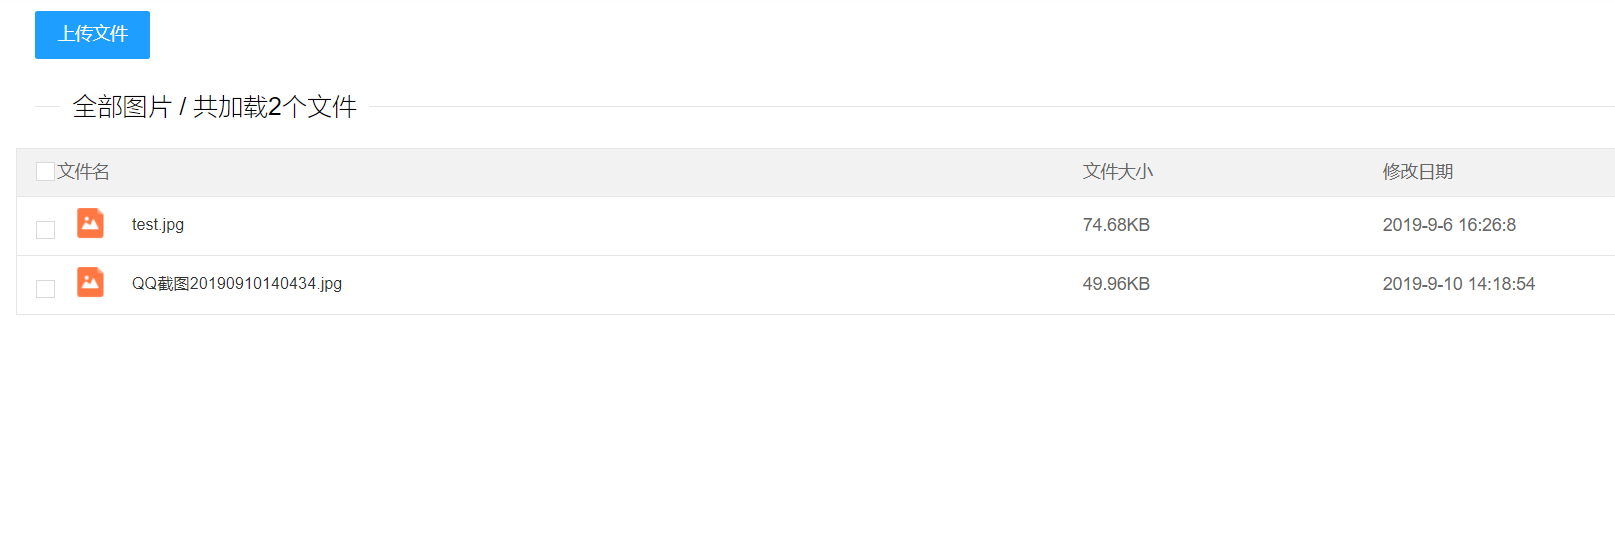 上传文件
全部图片 / 共加载2个文件
文件名 文件大小 修改日期
test.jpg 74.68KB 2019-9-6 16:26:8
QQ截图20190910140434.jpg 49.96KB 2019-9-10 14:18:54